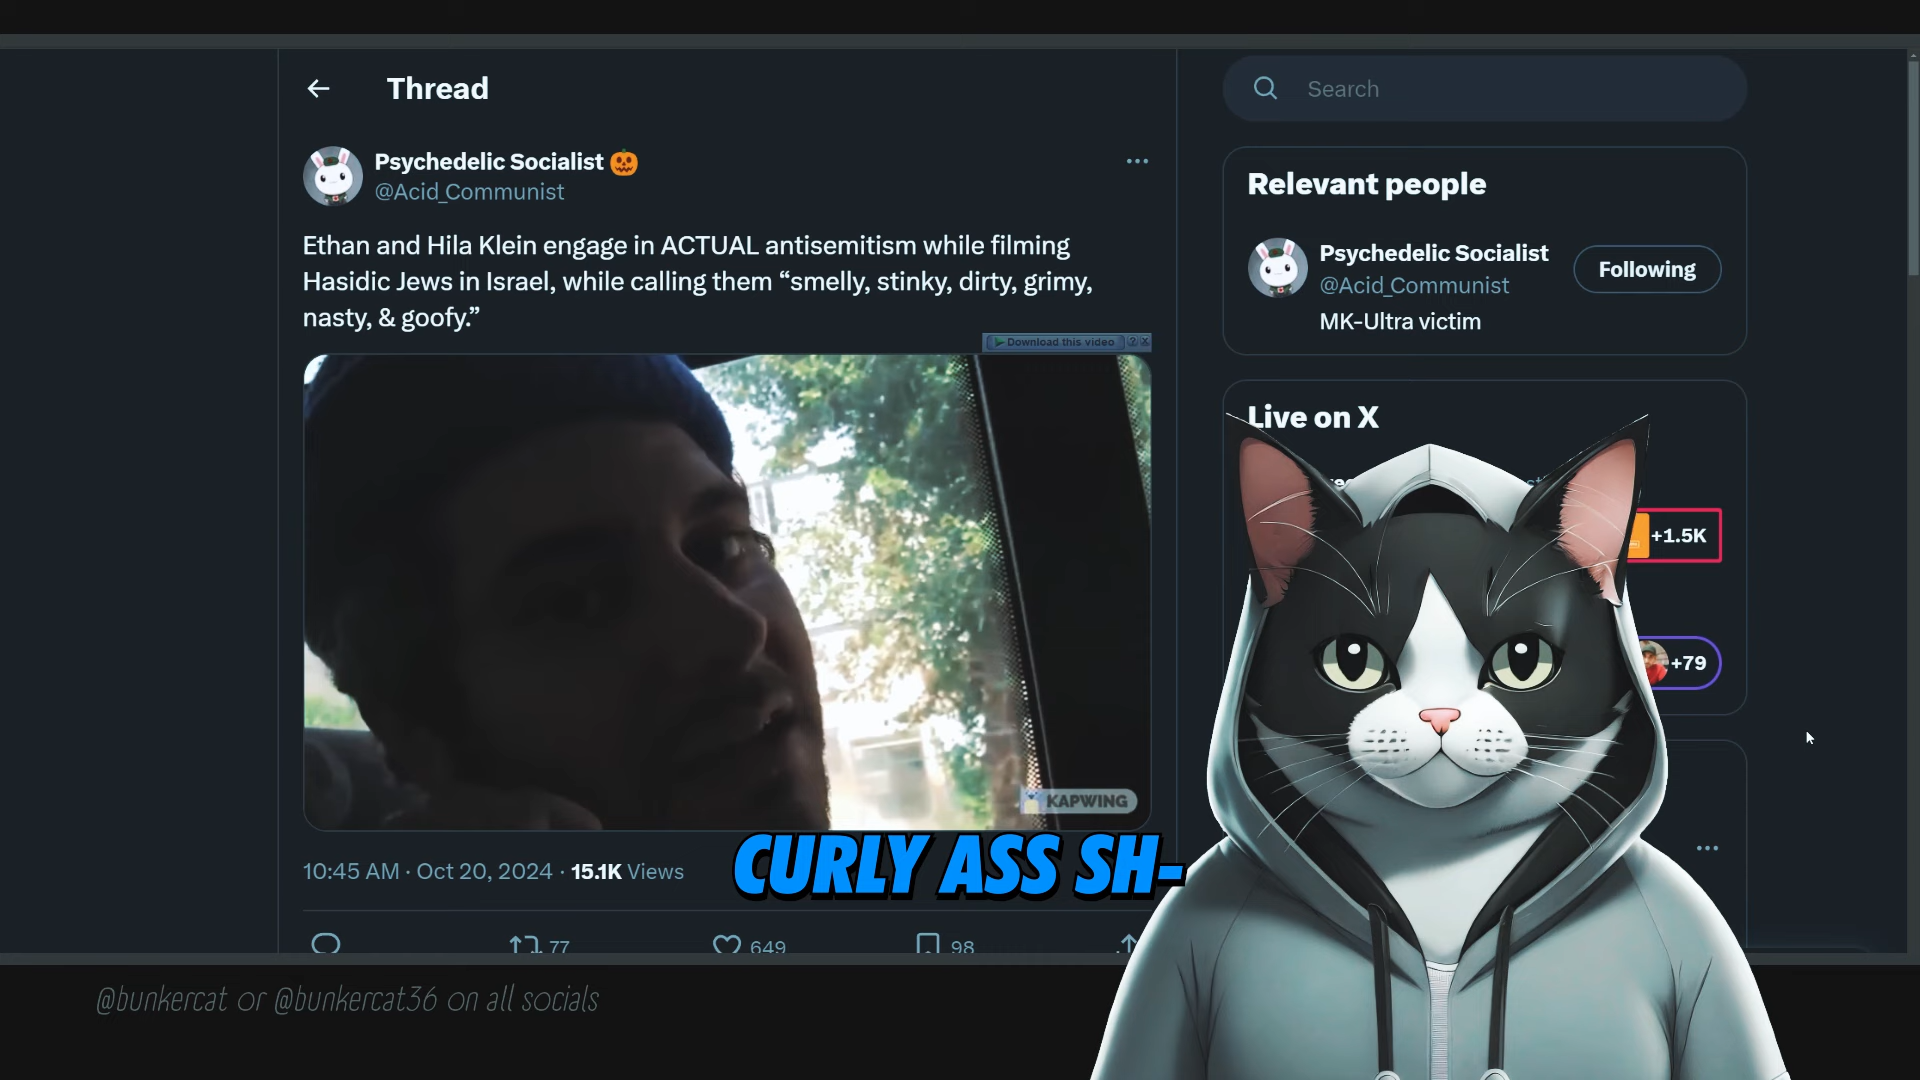 Thread
Search
Psychedelic Socialist
@Acid_Communist
Ethan and Hila Klein engage in ACTUAL antisemitism while filming
Hasidic Jews in Israel, while calling them “smelly, stinky, dirty, grimy,
nasty, & goofy.”
Download this video
KAPWING
10:45 AM · Oct 20, 2024 · 15.1K Views
77
649
98
Relevant people
Psychedelic Socialist
@Acid_Communist
Following
MK-Ultra victim
Live on X
+1.5K
+79
CURLY ASS SH-
@bunkercat or @bunkercat36 on all socials